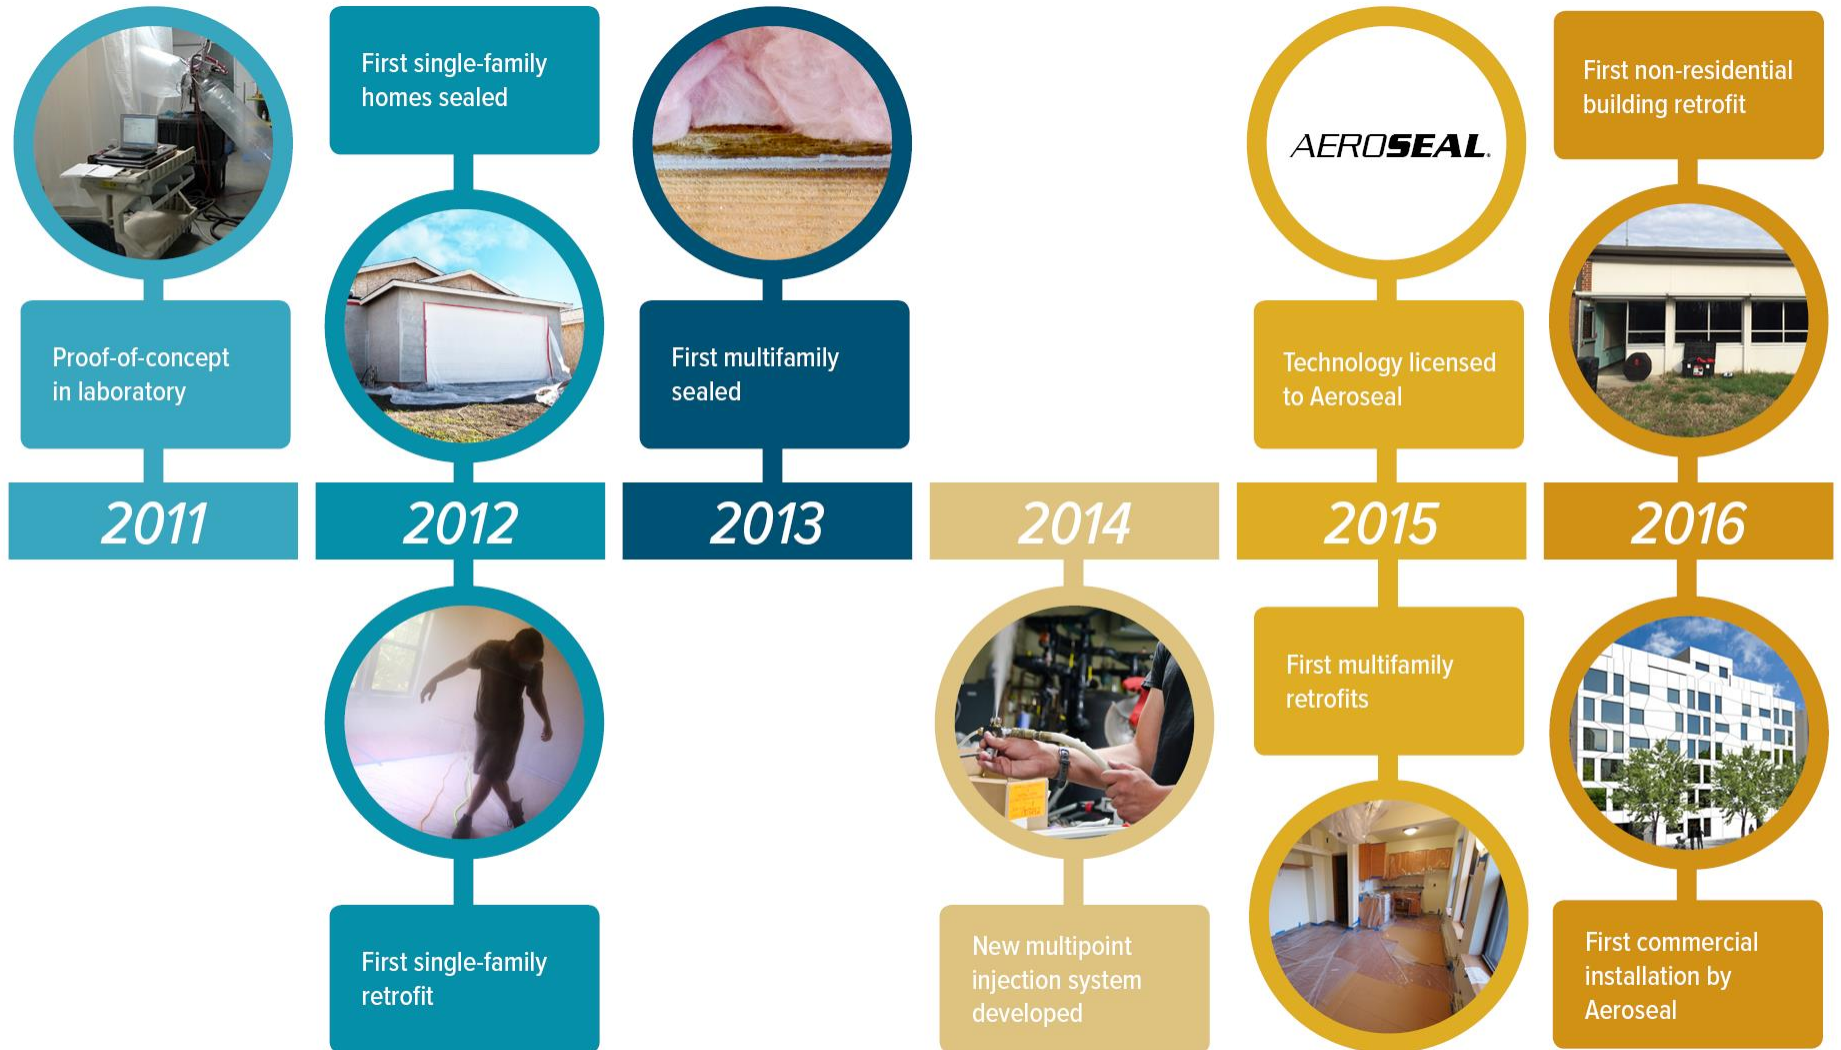 First single-family
homes sealed
AEROSEAL
First non-residential
building retrofit
Proof-of-concept
in laboratory
First multifamily
sealed
Technology licensed
to Aeroseal
2011
2012
2013
2014
2015
2016
First multifamily
retrofits
First single-family
retrofit
New multipoint
injection system
developed
First commercial
installation by
Aeroseal